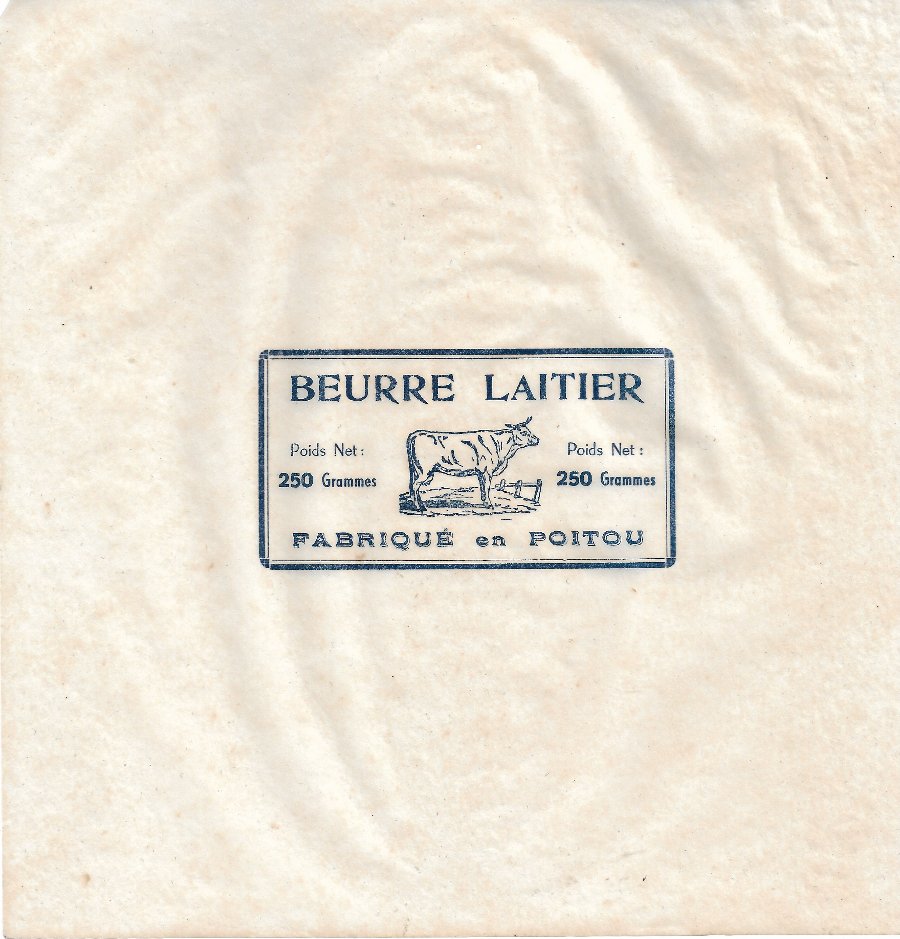 BEURRE LAITIER
Poids Net : Poids Net :
250 Grammes 250 Grammes
FABRIQUÉ en POITOU